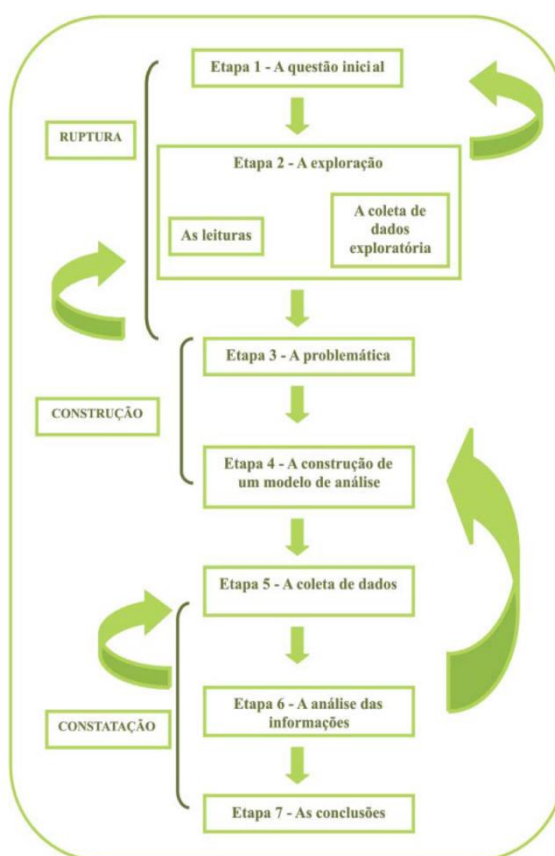 Etapa 1 - A questão inicial
RUPTURA
Etapa 2 - A exploração
As leituras
A coleta de
dados
exploratória
Etapa 3 - A problemática
CONSTRUÇÃO
Etapa 4 - A construção de
um modelo de análise
Etapa 5 - A coleta de dados
Etapa 6 - A análise das
informações
CONSTATAÇÃO
Etapa 7 - As conclusões